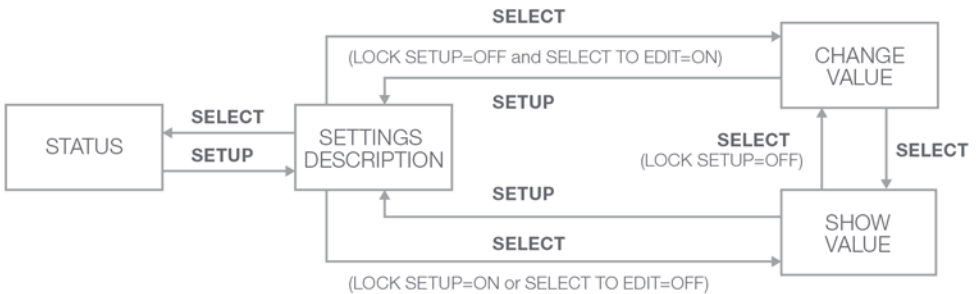 SELECT
(LOCK SETUP=OFF and SELECT TO EDIT=ON)
CHANGE
VALUE
SETUP
STATUS
SELECT
SETUP
SETTINGS
DESCRIPTION
SELECT
(LOCK SETUP=OFF)
SELECT
SETUP
SHOW
VALUE
SELECT
(LOCK SETUP=ON or SELECT TO EDIT=OFF)